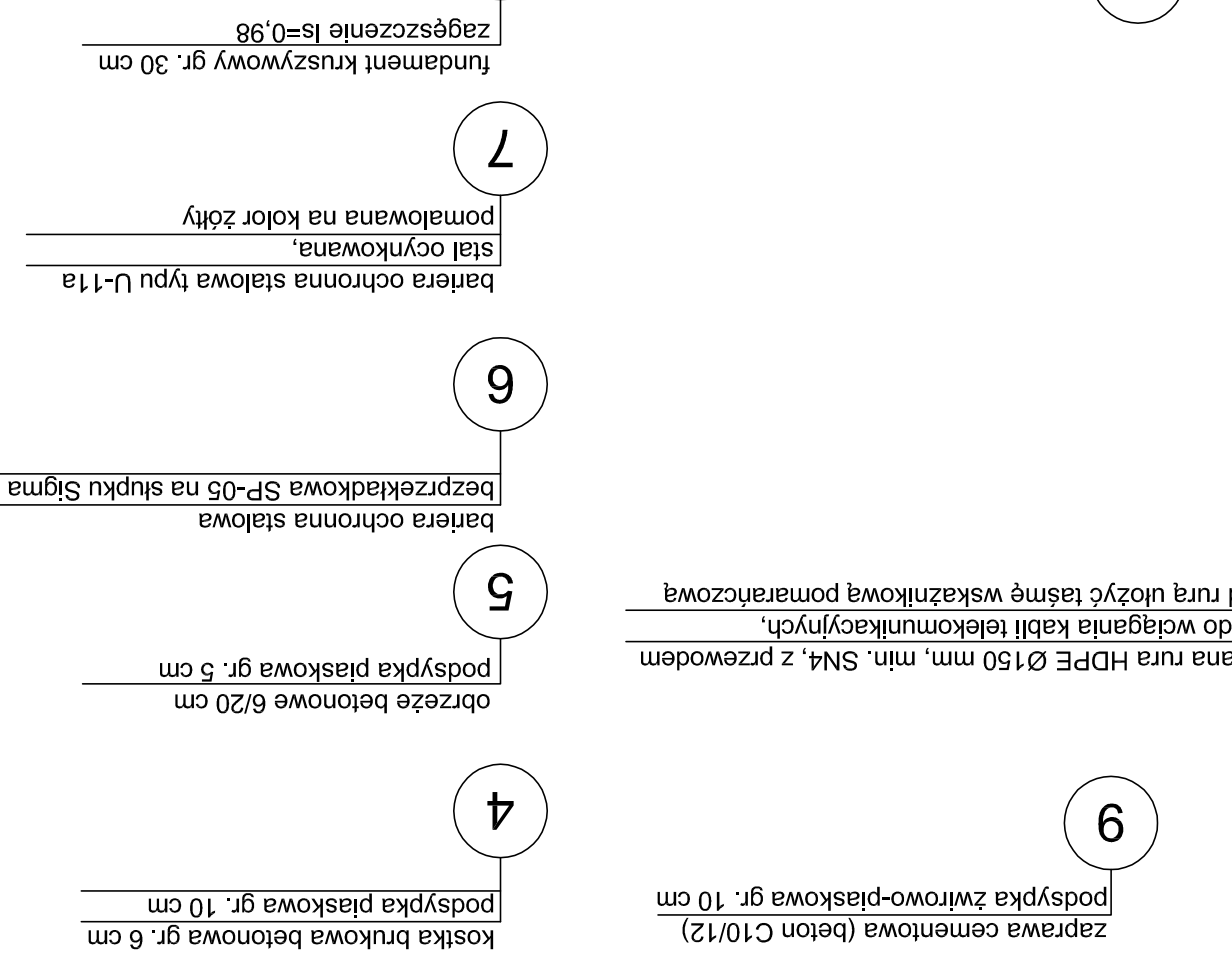 zaprawa cementowa (beton C10/12)
podsypka żwirowo-piaskowa gr. 10 cm
9
ana rura HDPE Ø150 mm, min. SN4, z przewodem
do wciągania kabli telekomunikacyjnych,
rurą ułożyć taśmę wskaźnikową pomarańczową
kostka brukowa betonowa gr. 6 cm
podsypka piaskowa gr. 10 cm
4
obrzeże betonowe 6/20 cm
podsypka piaskowa gr. 5 cm
5
bariera ochronna stalowa
bezprzekładkowa SP-05 na słupku Sigma
6
bariera ochronna stalowa typu U-11a
stal ocynkowana,
pomalowana na kolor żółty
7
fundament kruszywowy gr. 30 cm
zagęszczenie Is=0,98